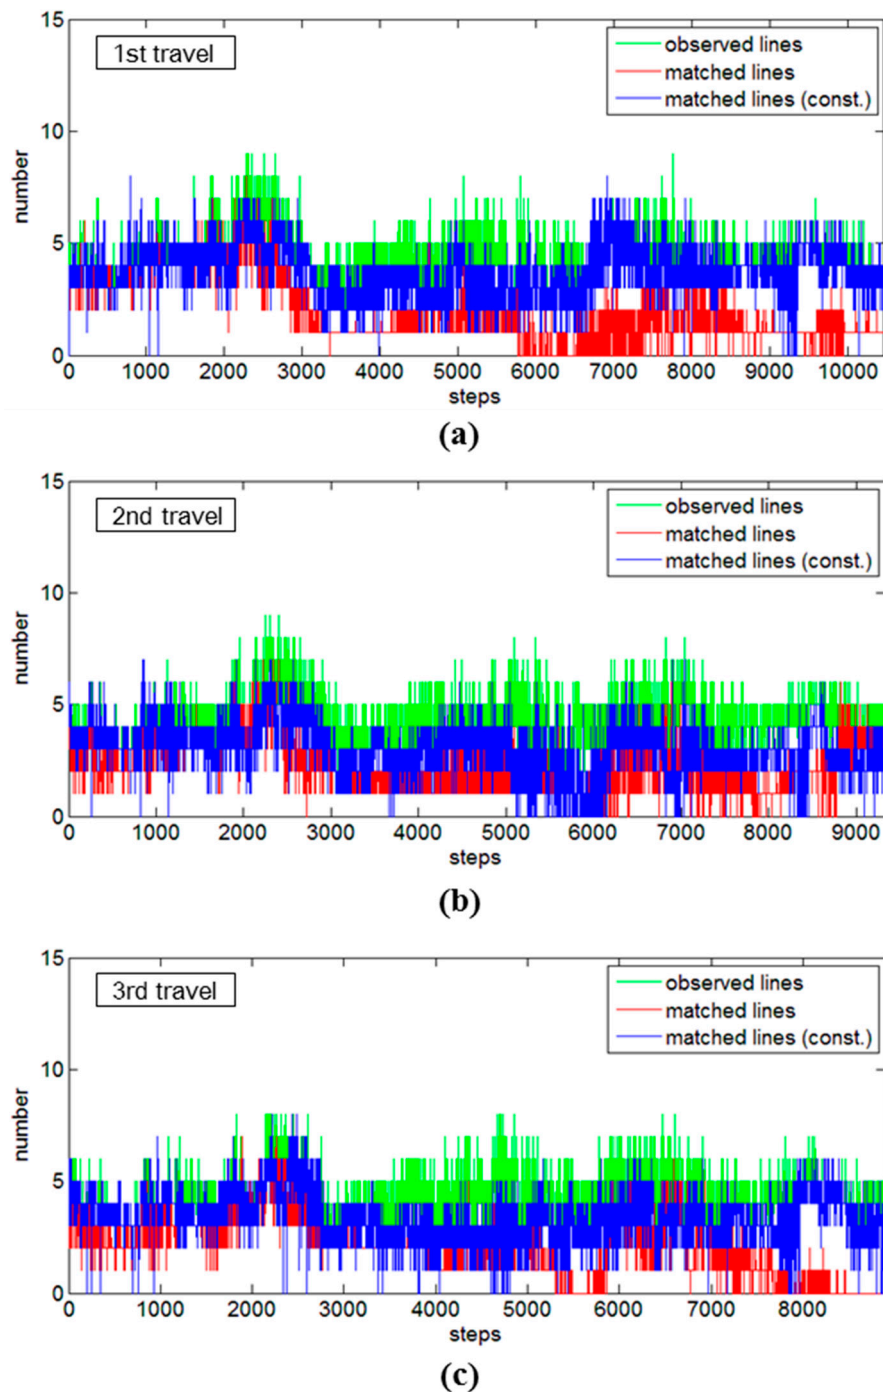 15
1st travel
observed lines
matched lines
matched lines (const.)
10
number
5
0
0 1000 2000 3000 4000 5000 6000 7000 8000 9000 10000
steps
(a)
15
2nd travel
observed lines
matched lines
matched lines (const.)
10
number
5
0
0 1000 2000 3000 4000 5000 6000 7000 8000 9000
steps
(b)
15
3rd travel
observed lines
matched lines
matched lines (const.)
10
number
5
0
0 1000 2000 3000 4000 5000 6000 7000 8000
steps
(c)